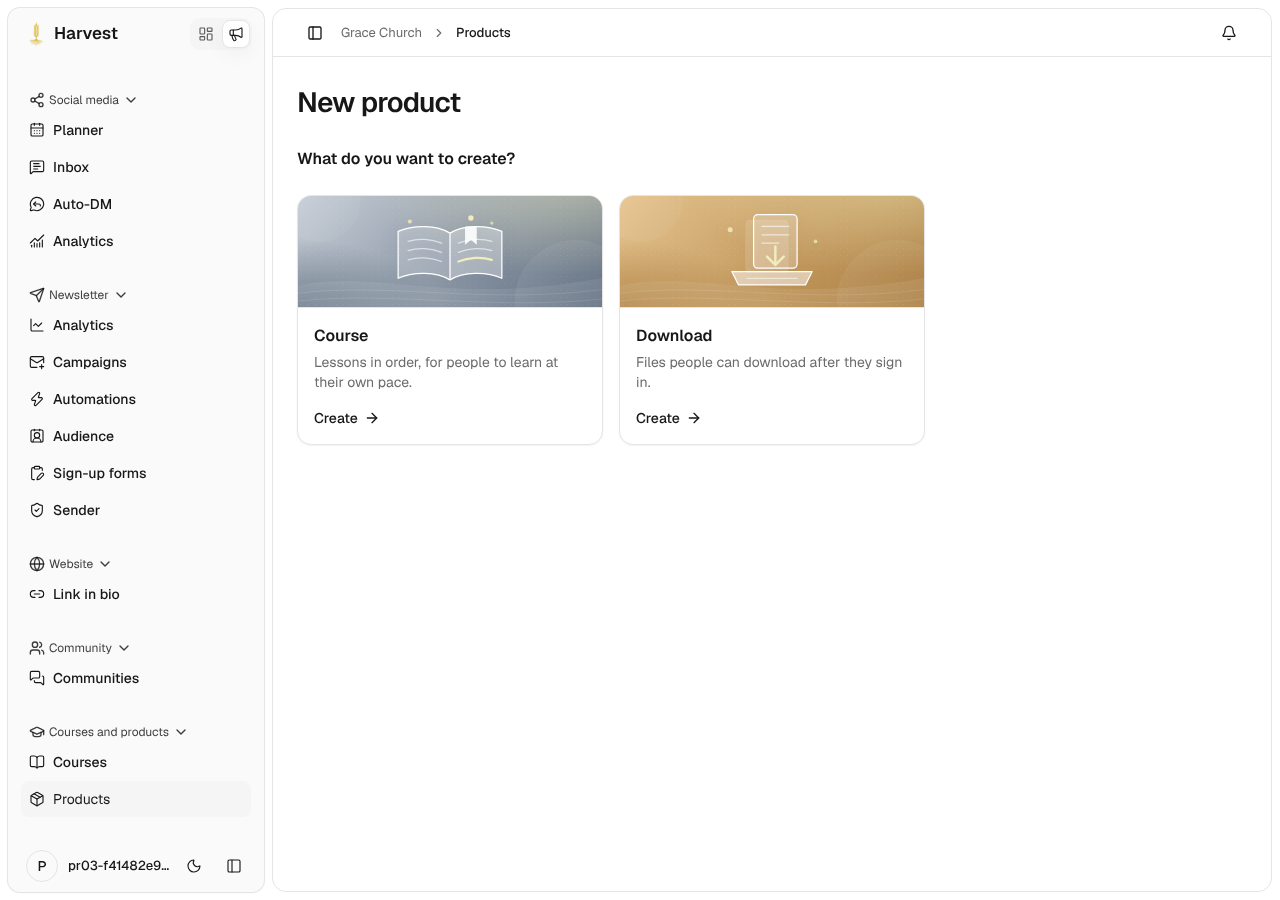 Harvest
Social media
Planner
Inbox
Auto-DM
Analytics
Newsletter
Analytics
Campaigns
Automations
Audience
Sign-up forms
Sender
Website
Link in bio
Community
Communities
Courses and products
Courses
Products
P
pr03-f41482e9...
Grace Church
Products
New product
What do you want to create?
Course
Lessons in order, for people to learn at
their own pace.
Create
Download
Files people can download after they sign
in.
Create